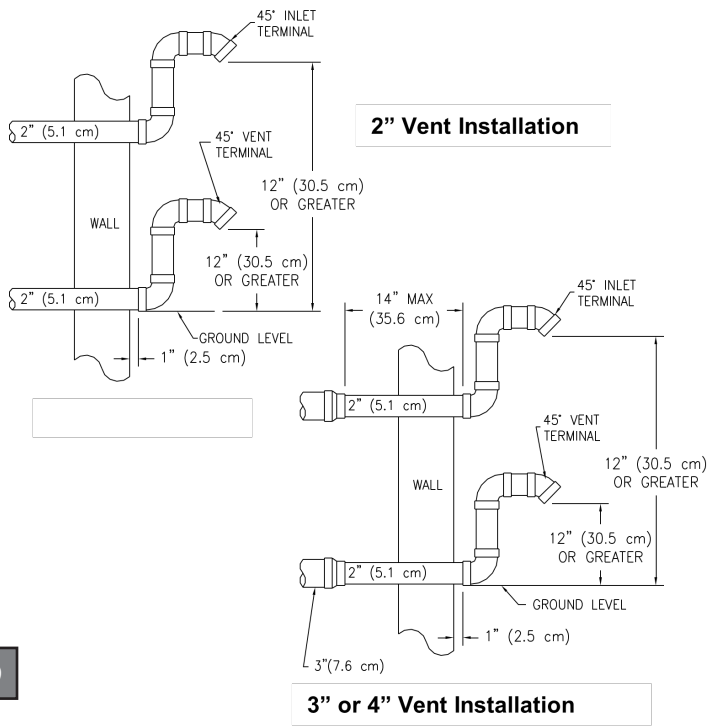 45° INLET
TERMINAL
2" (5.1 cm)
45° VENT
TERMINAL
2” Vent Installation
12" (30.5 cm)
OR GREATER
WALL
12" (30.5 cm)
OR GREATER
2" (5.1 cm)
GROUND LEVEL
1" (2.5 cm)
14" MAX
(35.6 cm)
45° INLET
TERMINAL
2" (5.1 cm)
45° VENT
TERMINAL
12" (30.5 cm)
OR GREATER
WALL
12" (30.5 cm)
OR GREATER
2" (5.1 cm)
GROUND LEVEL
1" (2.5 cm)
3"(7.6 cm)
3” or 4” Vent Installation